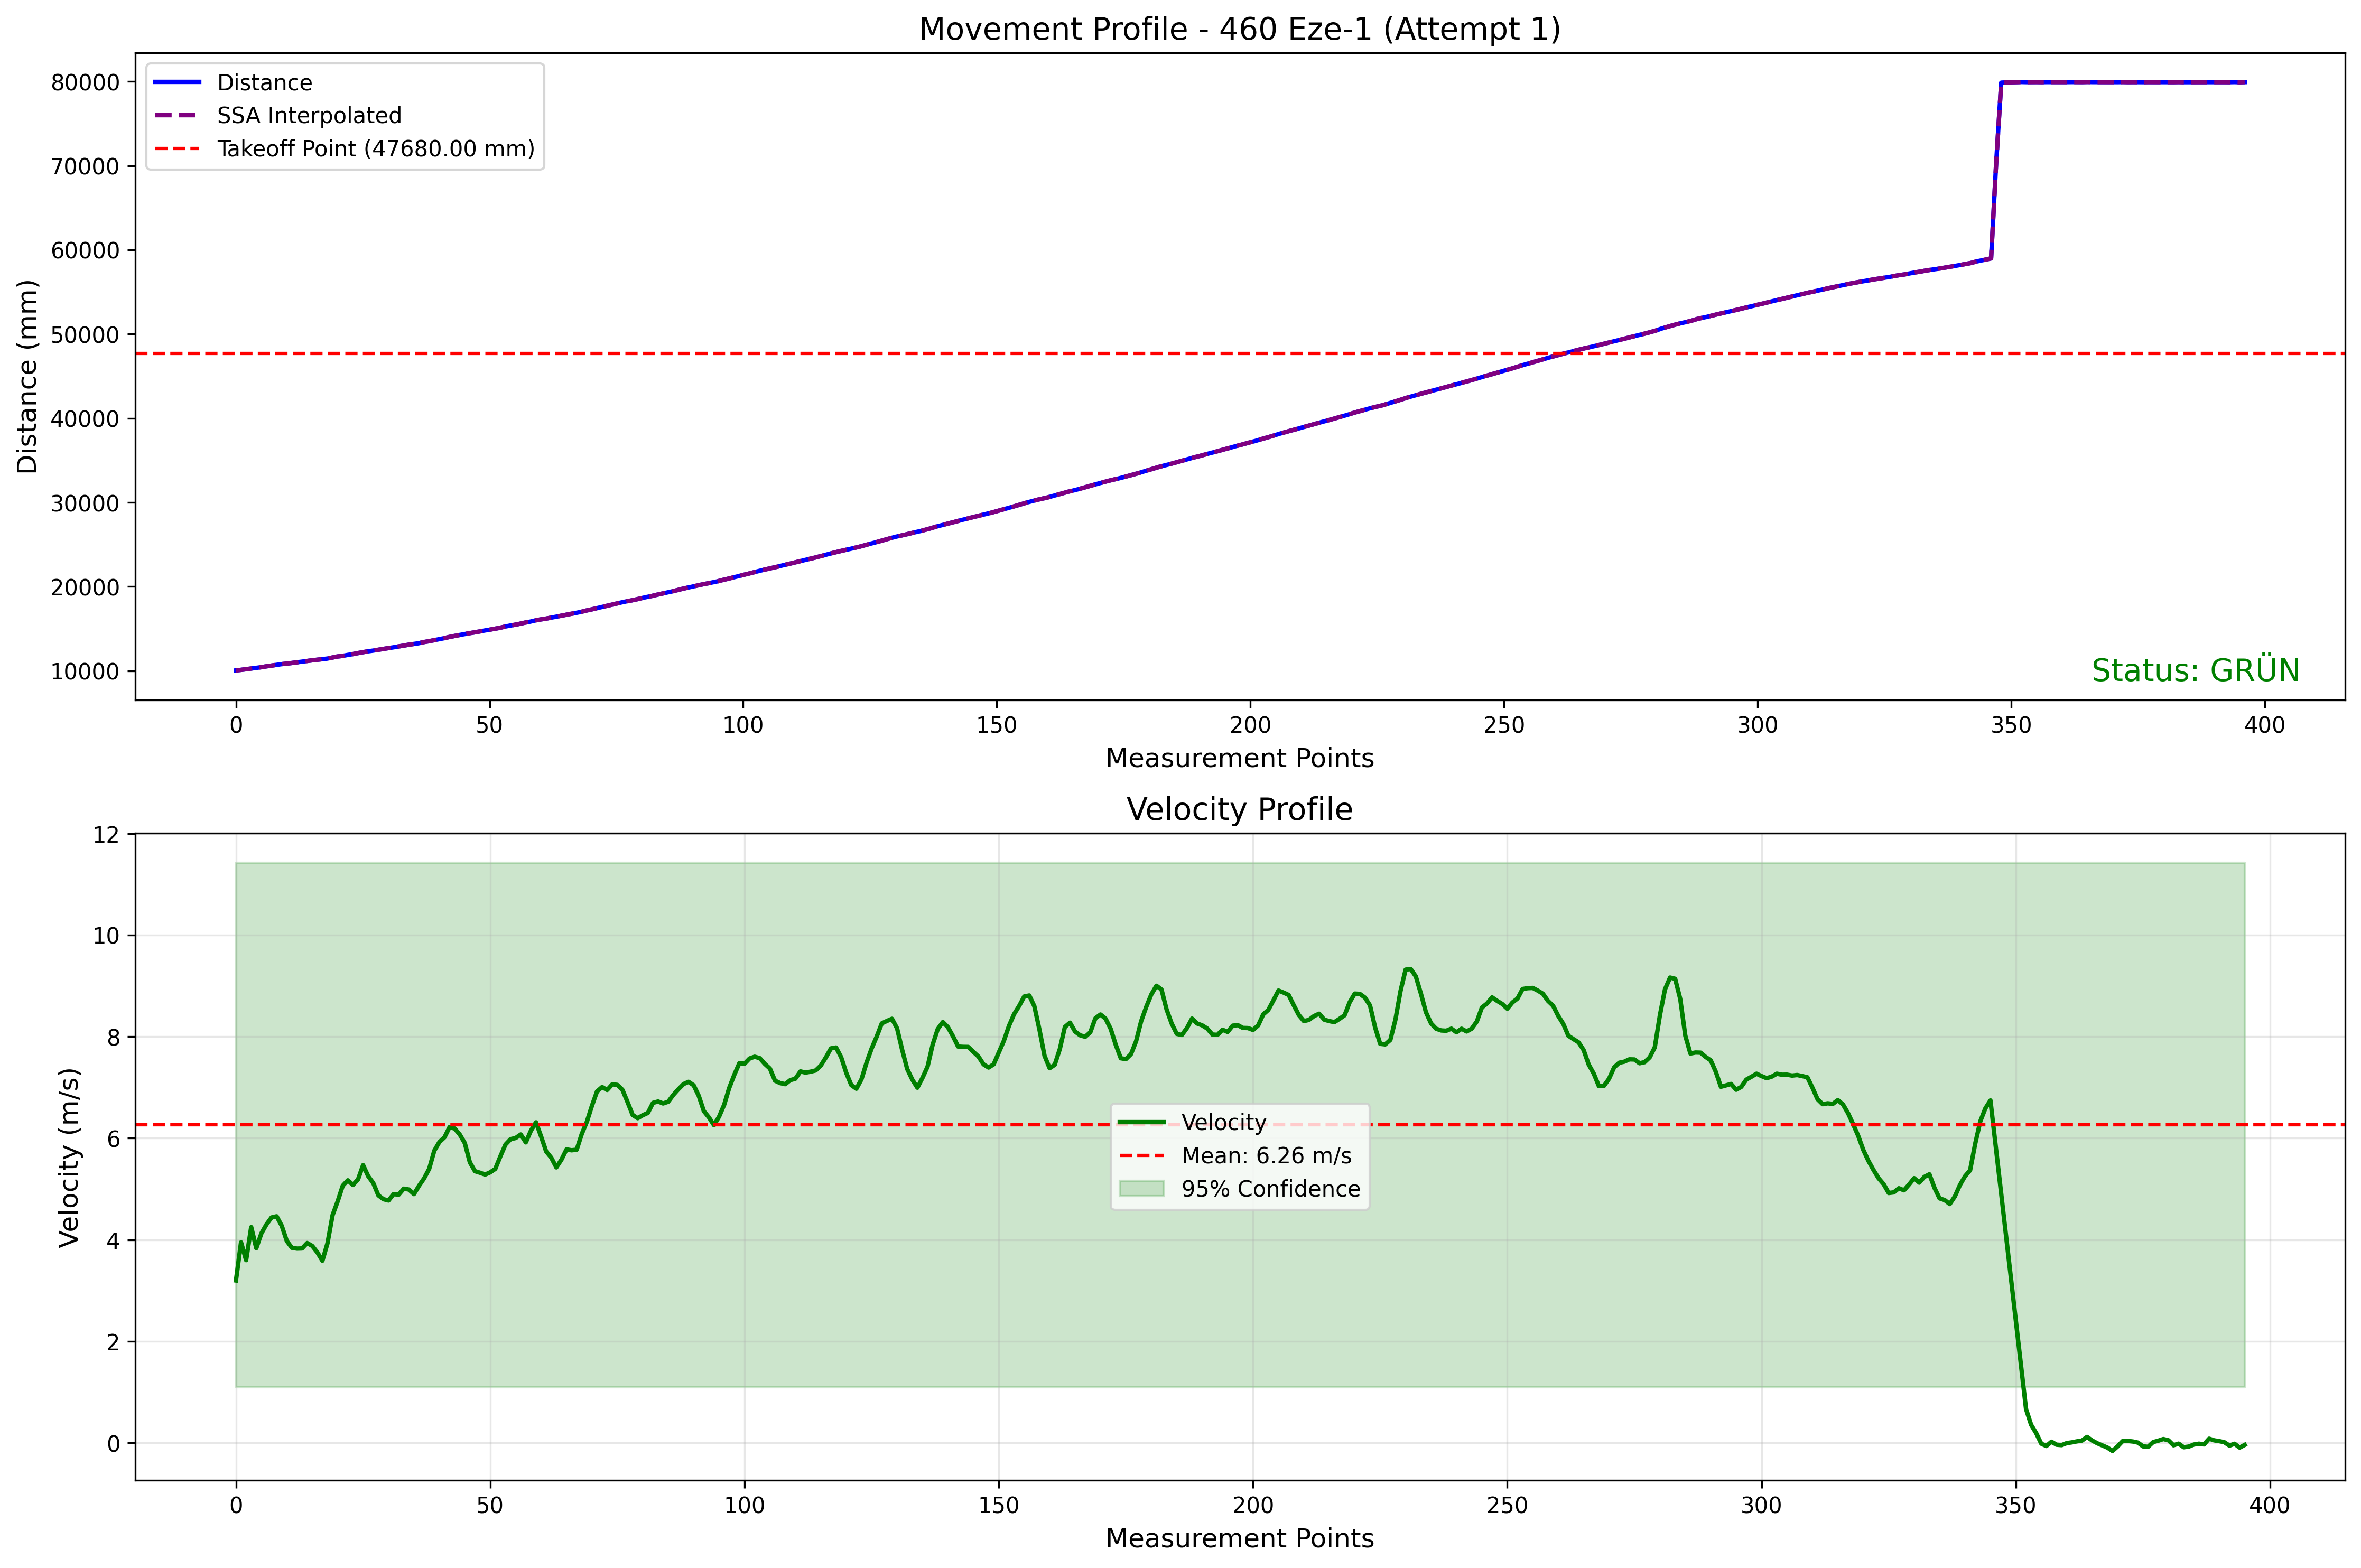 Movement Profile - 460 Eze-1 (Attempt 1)
Distance
SSA Interpolated
Takeoff Point (47680.00 mm)
80000
70000
60000
50000
40000
30000
20000
10000
Distance (mm)
Status: GRÜN
0 50 100 150 200 250 300 350 400
Measurement Points
Velocity Profile
12
10
8
6
4
2
0
Velocity (m/s)
Velocity
Mean: 6.26 m/s
95% Confidence
0 50 100 150 200 250 300 350 400
Measurement Points